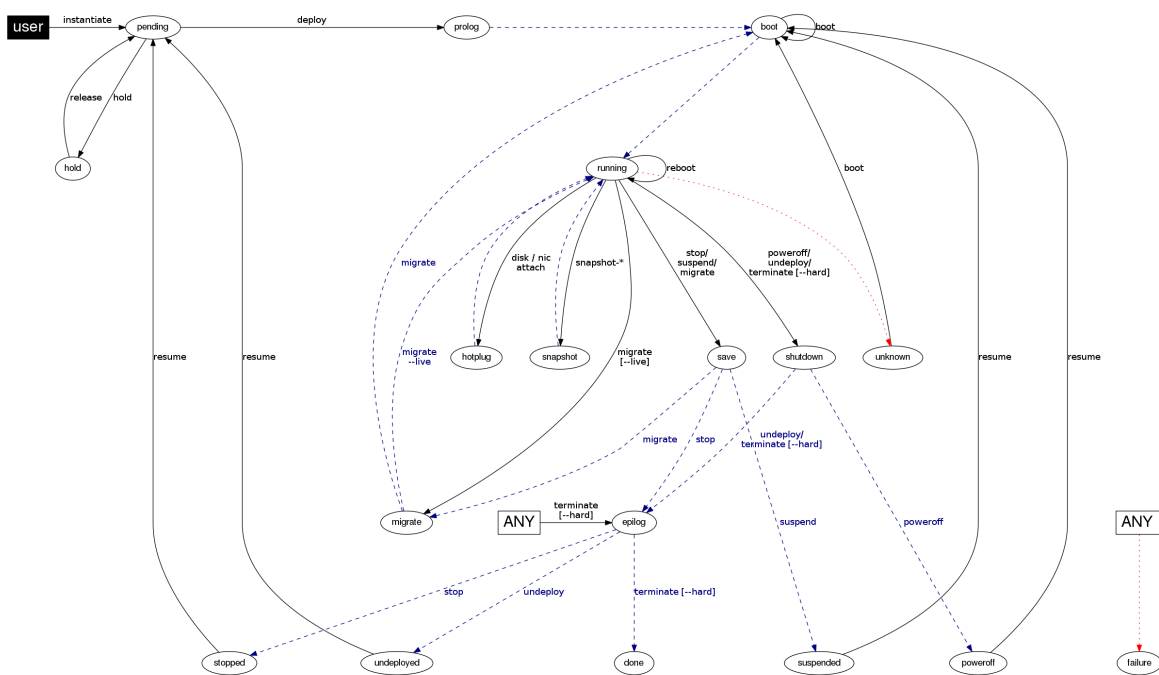 user
instantiate
pending
deploy
prolog
boot
boot
release
hold
hold
running
reboot
boot
migrate
disk / nic
attach
snapshot-*
stop/
suspend/
migrate
poweroff/
undeploy/
terminate [--hard]
resume
resume
migrate
--live
hotplug
snapshot
migrate
[--live]
save
shutdown
unknown
resume
resume
migrate
stop
undeploy/
terminate [--hard]
migrate
ANY
terminate
[--hard]
epilog
suspend
poweroff
ANY
stop
undeploy
terminate [--hard]
stopped
undeployed
done
suspended
poweroff
failure